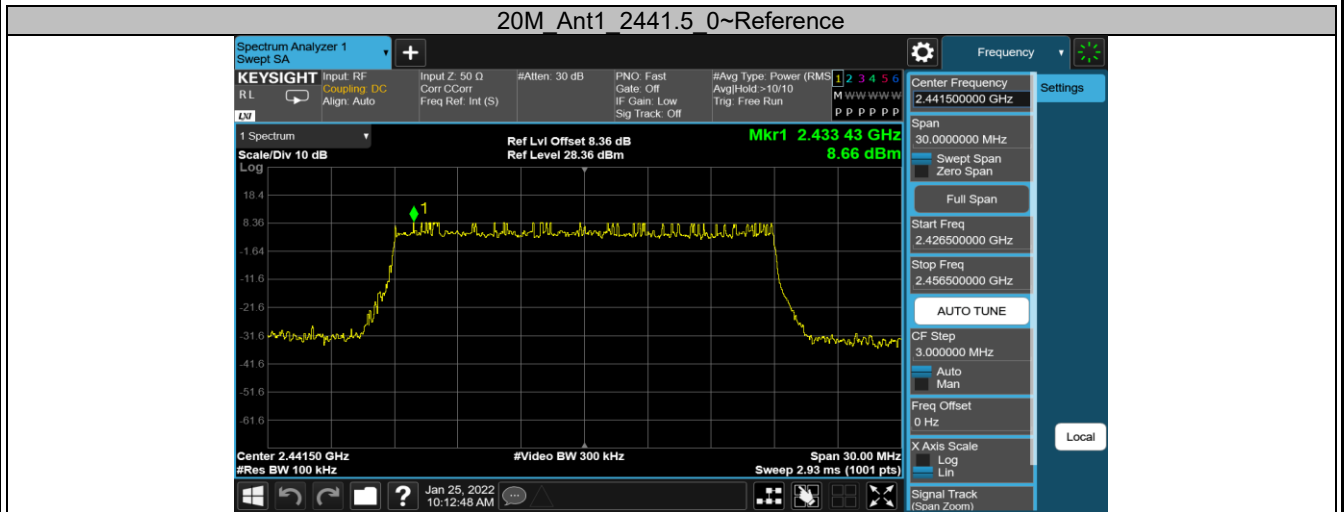 20M_Ant1_2441.5_0~Reference
Spectrum Analyzer 1
Swept SA
Frequency
KEYSIGHT
RL
LXI
Input: RF
Coupling: DC
Align: Auto
Input Z: 50 Ω
Corr CCorr
Freq Ref: Int (S)
#Atten: 30 dB
PNO: Fast
Gate: Off
IF Gain: Low
Sig Track: Off
#Avg Type: Power (RMS
Avg|Hold:>10/10
Trig: Free Run
1 2 3 4 5 6
M W W W W W
P P P P P P
1 Spectrum
Scale/Div 10 dB
Log
Ref Lvl Offset 8.36 dB
Ref Level 28.36 dBm
Mkr1 2.433 43 GHz
8.66 dBm
18.4
8.36
-1.64
-11.6
-21.6
-31.6
-41.6
-51.6
-61.6
1
Center 2.44150 GHz
#Res BW 100 kHz
#Video BW 300 kHz
Span 30.00 MHz
Sweep 2.93 ms (1001 pts)
Center Frequency
2.441500000 GHz
Span
30.0000000 MHz
Swept Span
Zero Span
Full Span
Start Freq
2.426500000 GHz
Stop Freq
2.456500000 GHz
AUTO TUNE
CF Step
3.000000 MHz
Auto
Man
Freq Offset
0 Hz
X Axis Scale
Log
Lin
Signal Track
(Span Zoom)
Settings
Local
?
Jan 25, 2022
10:12:48 AM